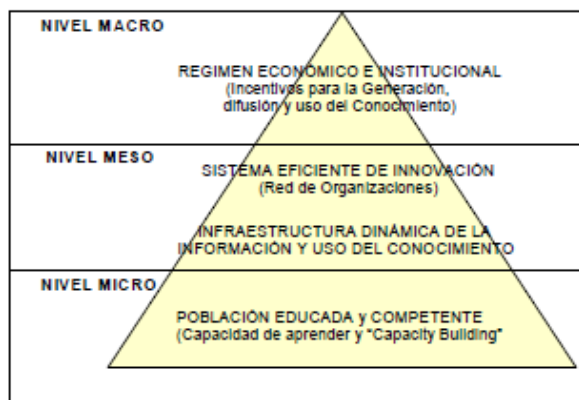 NIVEL MACRO
REGIMEN ECONÓMICO E INSTITUCIONAL
(Incentivos para la Generación,
difusión y uso del Conocimiento)
NIVEL MESO
SISTEMA EFICIENTE DE INNOVACIÓN
(Red de Organizaciones)
INFRAESTRUCTURA DINÁMICA DE LA
INFORMACIÓN Y USO DEL CONOCIMIENTO
NIVEL MICRO
POBLACIÓN EDUCADA y COMPETENTE
(Capacidad de aprender y “Capacity Building”